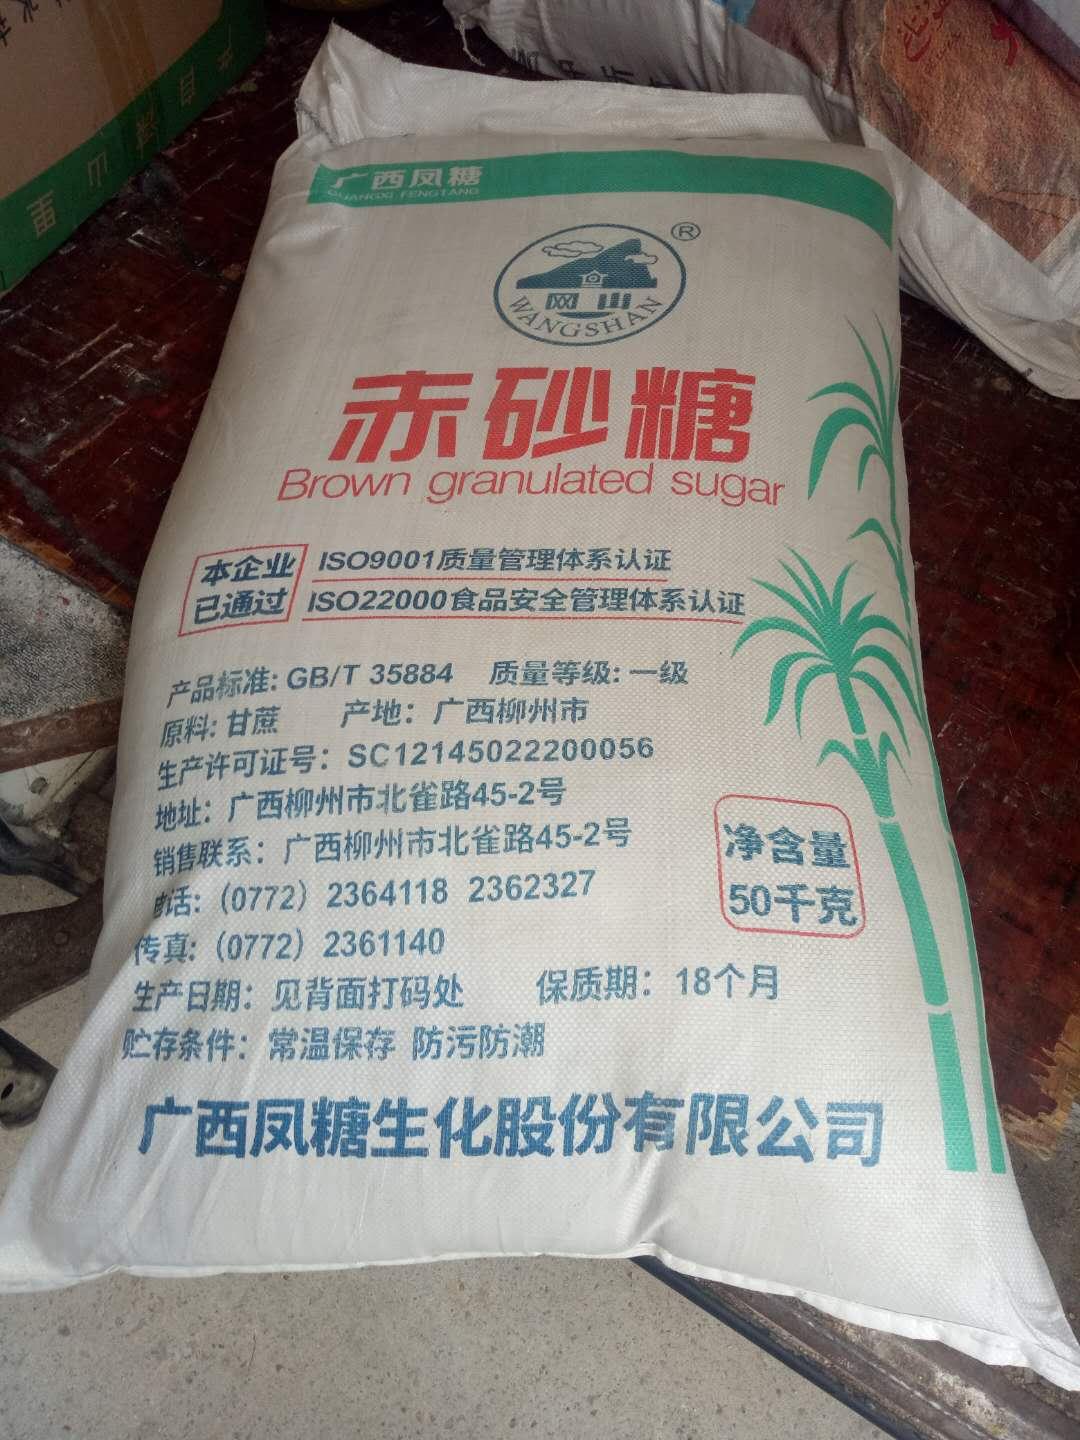 广西凤糖
GUANGXI FENGTANG
®
网山
WANGSHAN
赤砂糖
Brown granulated sugar
本企业已通过
ISO9001质量管理体系认证
ISO22000食品安全管理体系认证
产品标准: GB/T 35884 质量等级: 一级
原料: 甘蔗 产地: 广西柳州市
生产许可证号: SC12145022200056
地址: 广西柳州市北雀路45-2号
销售联系: 广西柳州市北雀路45-2号
电话: (0772) 2364118 2362327
传真: (0772) 2361140
生产日期: 见背面打码处 保质期: 18个月
贮存条件: 常温保存 防污防潮
净含量
50千克
广西凤糖生化股份有限公司